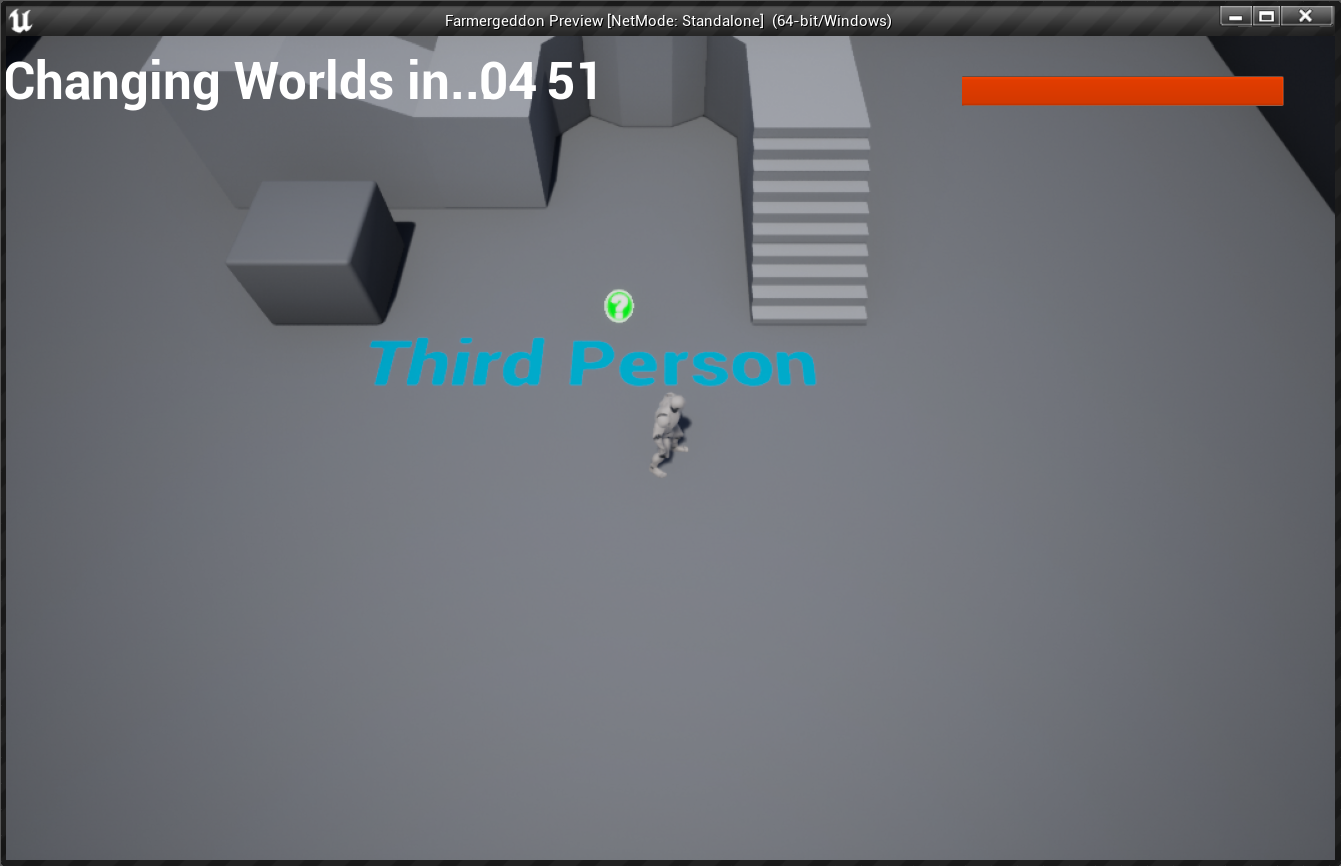 Farmergeddon Preview [NetMode: Standalone] (64-bit/Windows)
Changing Worlds in..04 51
?
Third Person